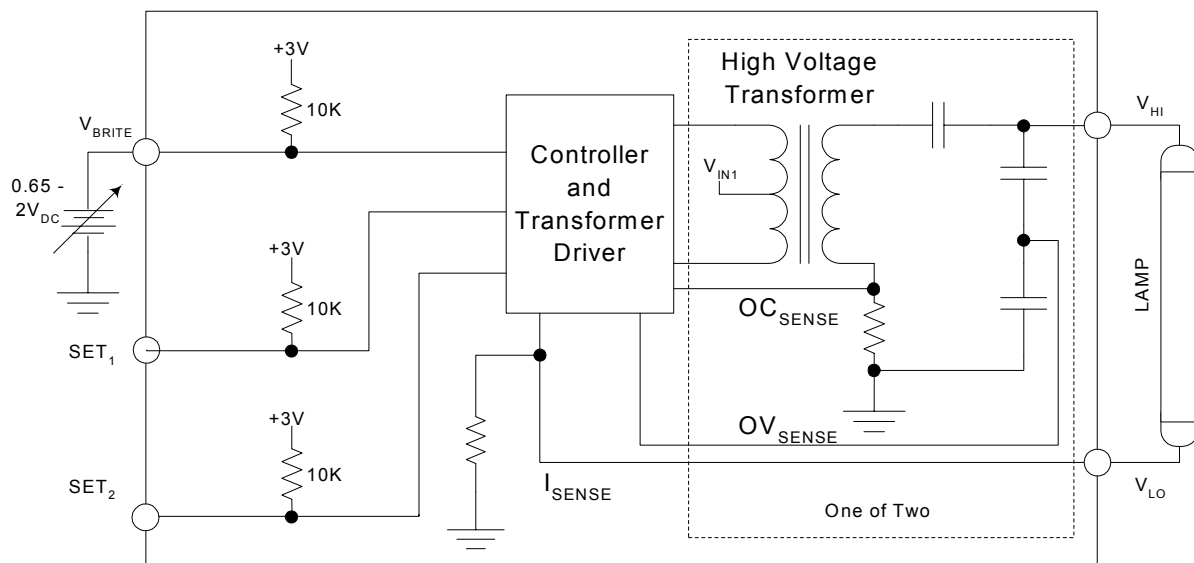 +3V
10K
V_BRITE
0.65 -
2V_DC
+3V
10K
SET_1
+3V
10K
SET_2
Controller
and
Transformer
Driver
High Voltage
Transformer
V_IN1
OC_SENSE
OV_SENSE
I_SENSE
One of Two
V_HI
LAMP
V_LO